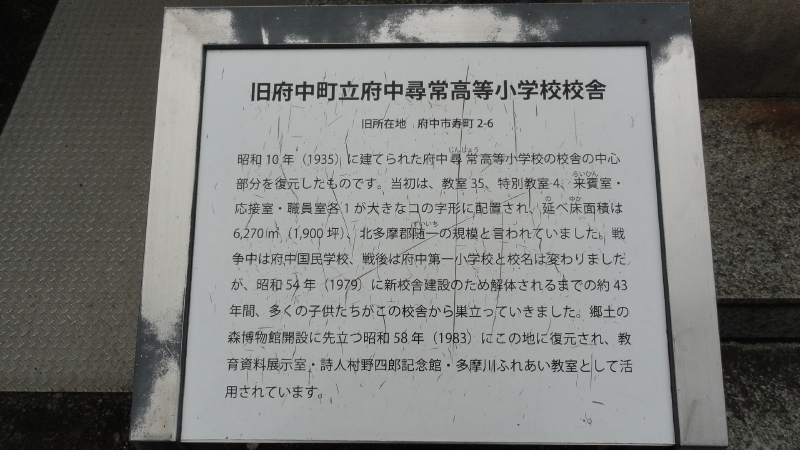 旧府中町立府中尋常高等小学校校舎
旧所在地 府中市寿町 2-6
じんじょう
昭和 10 年（1935）に建てられた府中尋常高等小学校の校舎の中心
らいひん
部分を復元したものです。当初は、教室 35、特別教室 4、来賓室・
の ゆか
応接室・職員室各 1 が大きなコの字形に配置され、延べ床面積は
ずいいち
6,270㎡（1,900 坪）、北多摩郡随一の規模と言われていました。戦
争中は府中国民学校、戦後は府中第一小学校と校名は変わりましだ
が、昭和 54 年（1979）に新校舎建設のため解体されるまでの約 43
年間、多くの子供たちがこの校舎から巣立っていきました。郷土の
森博物館開設に先立つ昭和 58 年（1983）にこの地に復元され、教
育資料展示室・詩人村野四郎記念館・多摩川ふれあい教室として活
用されています。